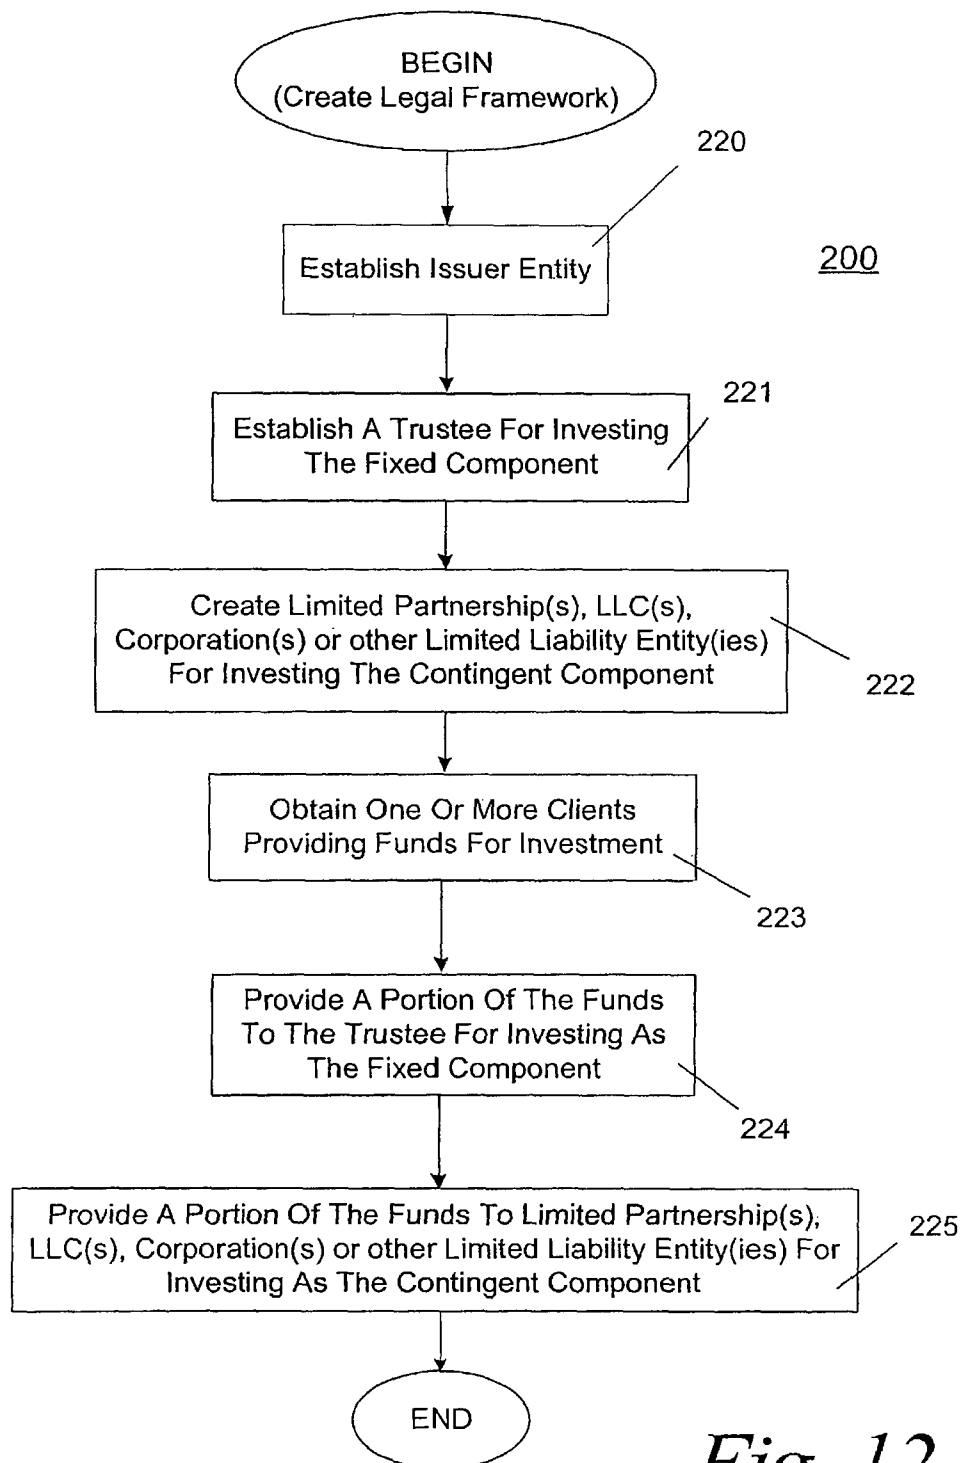 BEGIN
(Create Legal Framework)
220
Establish Issuer Entity
200
221
Establish A Trustee For Investing
The Fixed Component
Create Limited Partnership(s), LLC(s),
Corporation(s) or other Limited Liability Entity(ies)
For Investing The Contingent Component
222
Obtain One Or More Clients
Providing Funds For Investment
223
Provide A Portion Of The Funds
To The Trustee For Investing As
The Fixed Component
224
Provide A Portion Of The Funds To Limited Partnership(s),
LLC(s), Corporation(s) or other Limited Liability Entity(ies) For
Investing As The Contingent Component
225
END
Fig. 12